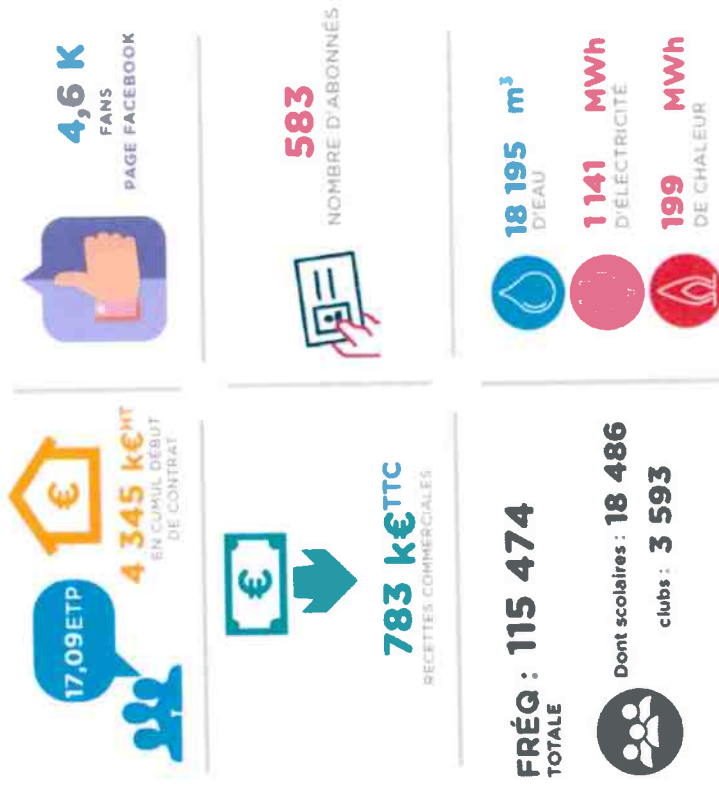 17,09ETP
€
4 345 k€HT
EN CUMUL DÉBUT
DE CONTRAT
4,6 K
FANS
PAGE FACEBOOK
€
783 k€TTC
RECETTES COMMERCIALES
583
NOMBRE D'ABONNÉS
FRÉQ : 115 474
TOTALE
Dont scolaires : 18 486
clubs : 3 593
18 195 m³
D'EAU
1 141 MWh
D'ÉLECTRICITÉ
199 MWh
DE CHALEUR